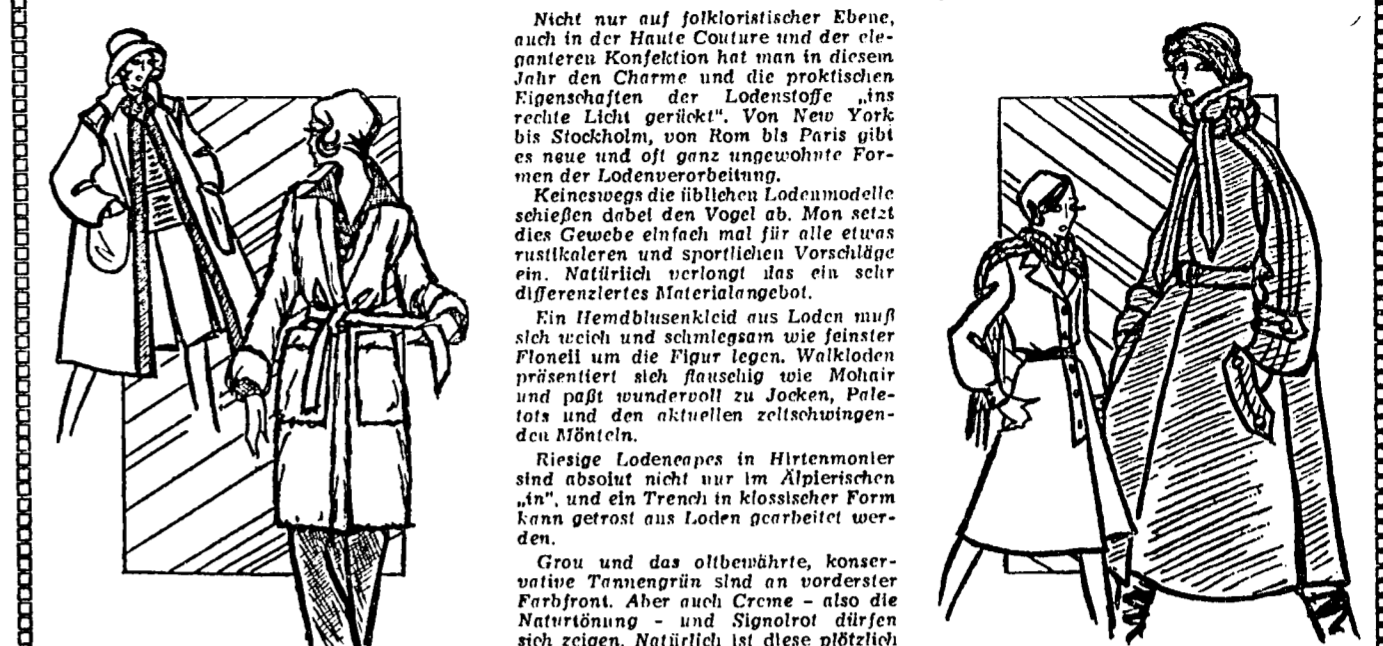 Nicht nur auf folkloristischer Ebene,
auch in der Haute Couture und der ele-
ganteren Konfektion hat man in diesem
Jahr den Charme und die praktischen
Eigenschaften der Lodenstoffe „ins
rechte Licht gerückt". Von New York
bis Stockholm, von Rom bis Paris gibt
es neue und oft ganz ungewohnte For-
men der Lodenverarbeitung.
Keineswegs die üblichen Lodenmodelle
schießen dabei den Vogel ab. Man setzt
dies Gewebe einfach mal für alle etwas
rustikaleren und sportlichen Vorschläge
ein. Natürlich verlangt das ein sehr
differenziertes Materialangebot.
Ein Hemdblusenkleid aus Loden muß
sich weich und schmiegsam wie feinster
Flanell um die Figur legen. Walkloden
präsentiert sich flauschig wie Mohair
und paßt wundervoll zu Jacken, Pale-
tots und den aktuellen zeltschwingen-
den Mänteln.
Riesige Lodencapes in Hirtenmanier
sind absolut nicht nur im Älplerischen
„in", und ein Trench in klassischer Form
kann getrost aus Loden gearbeitet wer-
den.
Grau und das altbewährte, konser-
vative Tannengrün sind an vorderster
Farbfront. Aber auch Creme – also die
Naturtönung – und Signalrot dürfen
sich zeigen. Natürlich ist diese plötzlich